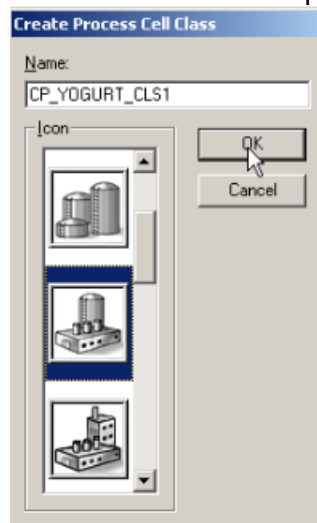 Create Process Cell Class
Name:
CP_YOGURT_CLS1
Icon
OK
Cancel